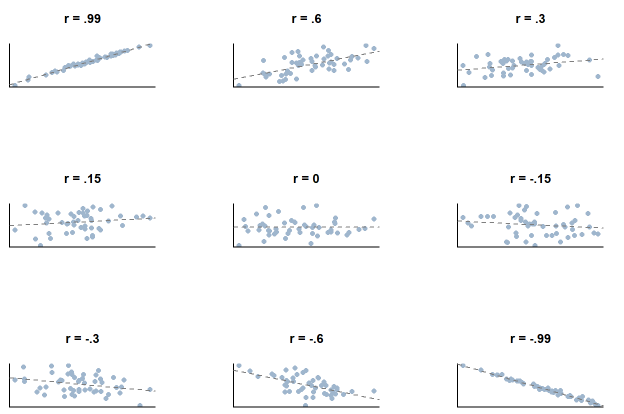 r = .99
r = .6
r = .3
r = .15
r = 0
r = -.15
r = -.3
r = -.6
r = -.99